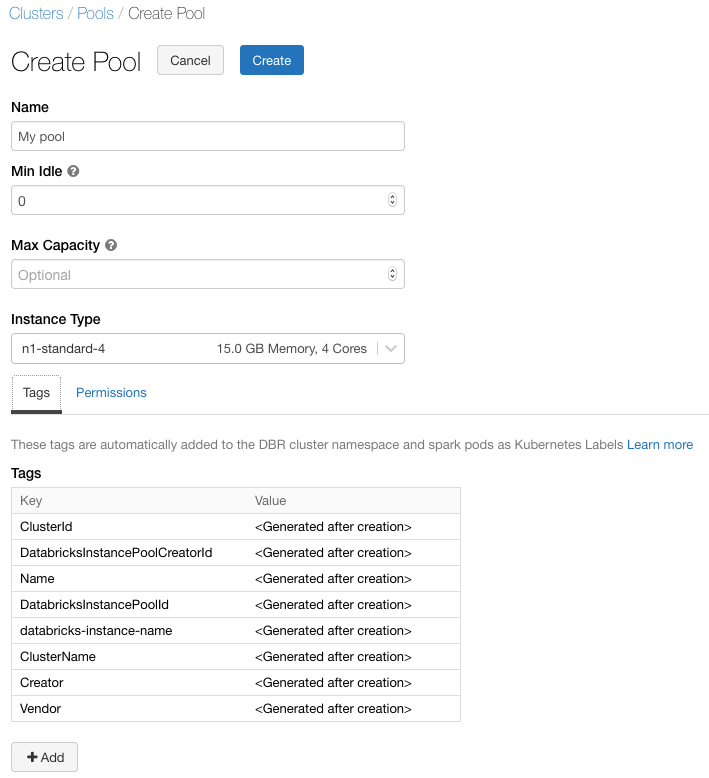 Clusters / Pools / Create Pool
Create Pool Cancel Create
Name
My pool
Min Idle ?
0
Max Capacity ?
Optional
Instance Type
n1-standard-4 15.0 GB Memory, 4 Cores
Tags Permissions
These tags are automatically added to the DBR cluster namespace and spark pods as Kubernetes Labels Learn more
Tags
Key Value
ClusterId <Generated after creation>
DatabricksInstancePoolCreatorId <Generated after creation>
Name <Generated after creation>
DatabricksInstancePoolId <Generated after creation>
databricks-instance-name <Generated after creation>
ClusterName <Generated after creation>
Creator <Generated after creation>
Vendor <Generated after creation>
+ Add